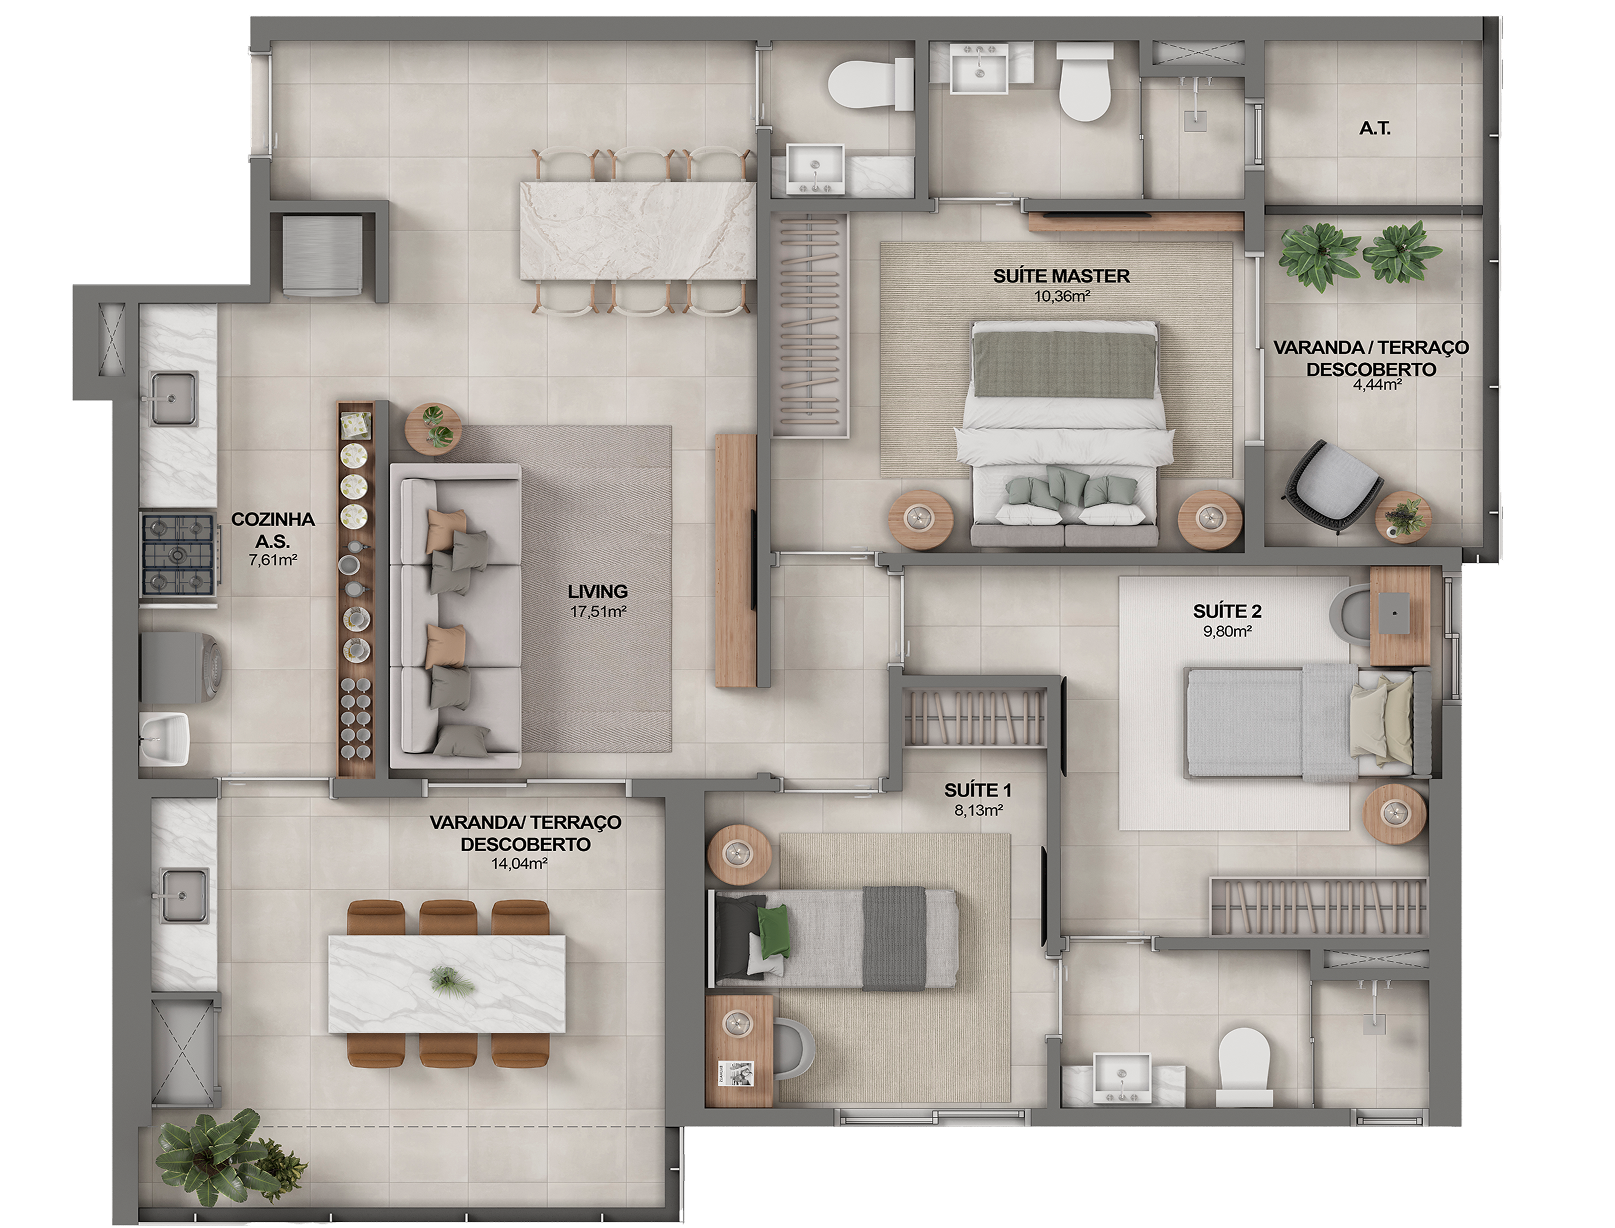 A.T.
SUÍTE MASTER
10,36m²
VARANDA / TERRAÇO
DESCOBERTO
4,44m²
COZINHA
A.S.
7,61m²
LIVING
17,51m²
SUÍTE 2
9,80m²
SUÍTE 1
8,13m²
VARANDA/ TERRAÇO
DESCOBERTO
14,04m²